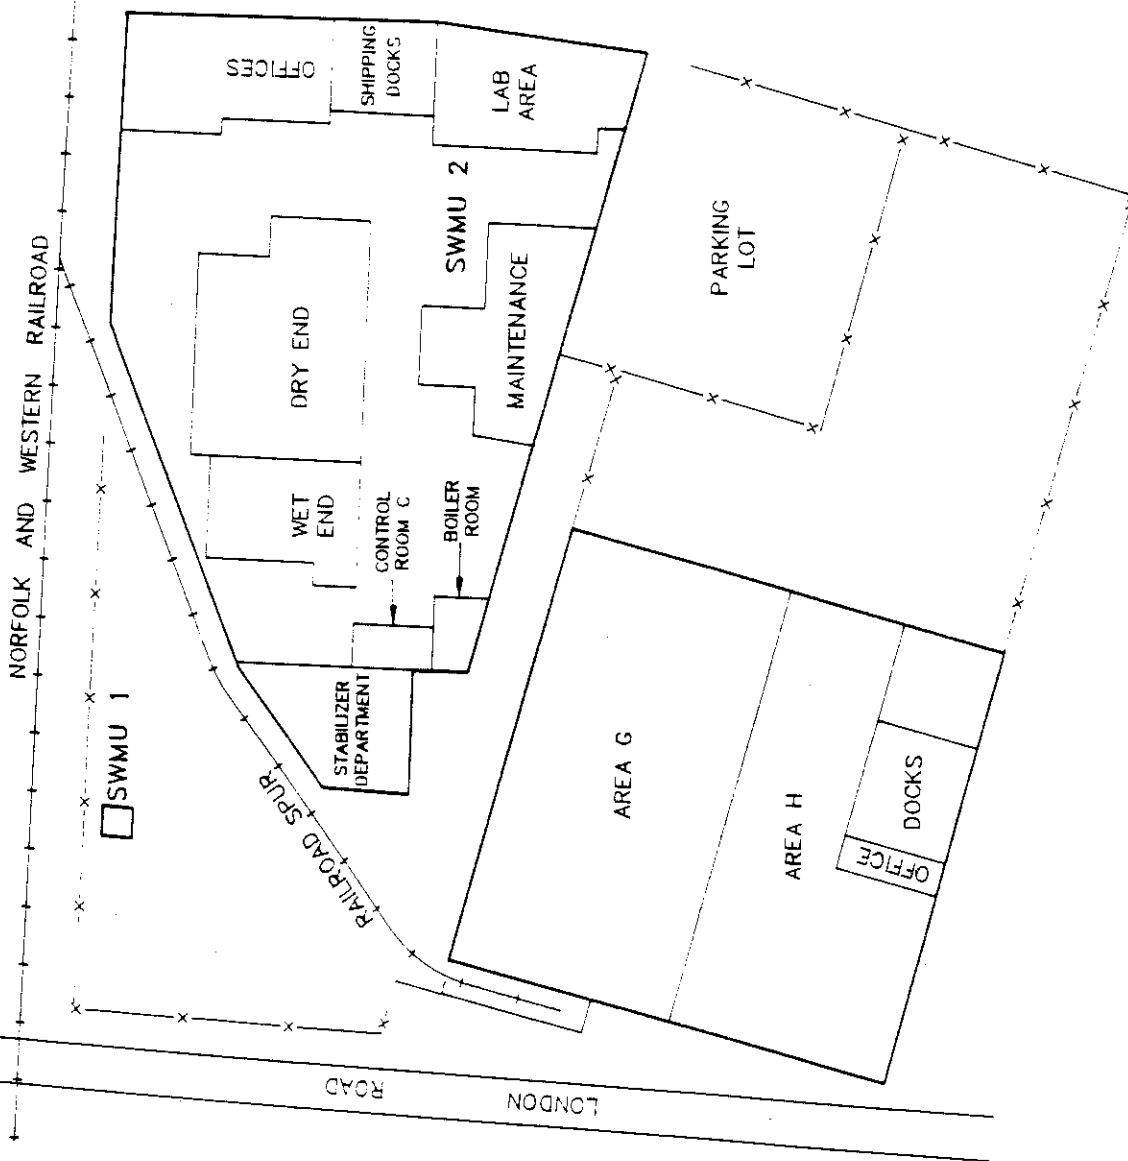 NORFOLK AND WESTERN RAILROAD
OFFICES
SHIPPING
DOCKS
LAB
AREA
SWMU 2
DRY END
MAINTENANCE
PARKING
LOT
WET
END
CONTROL
ROOM C
BOILER
ROOM
SWMU 1
STABILIZER
DEPARTMENT
RAILROAD SPUR
AREA G
AREA H
DOCKS
OFFICE
LONDON ROAD